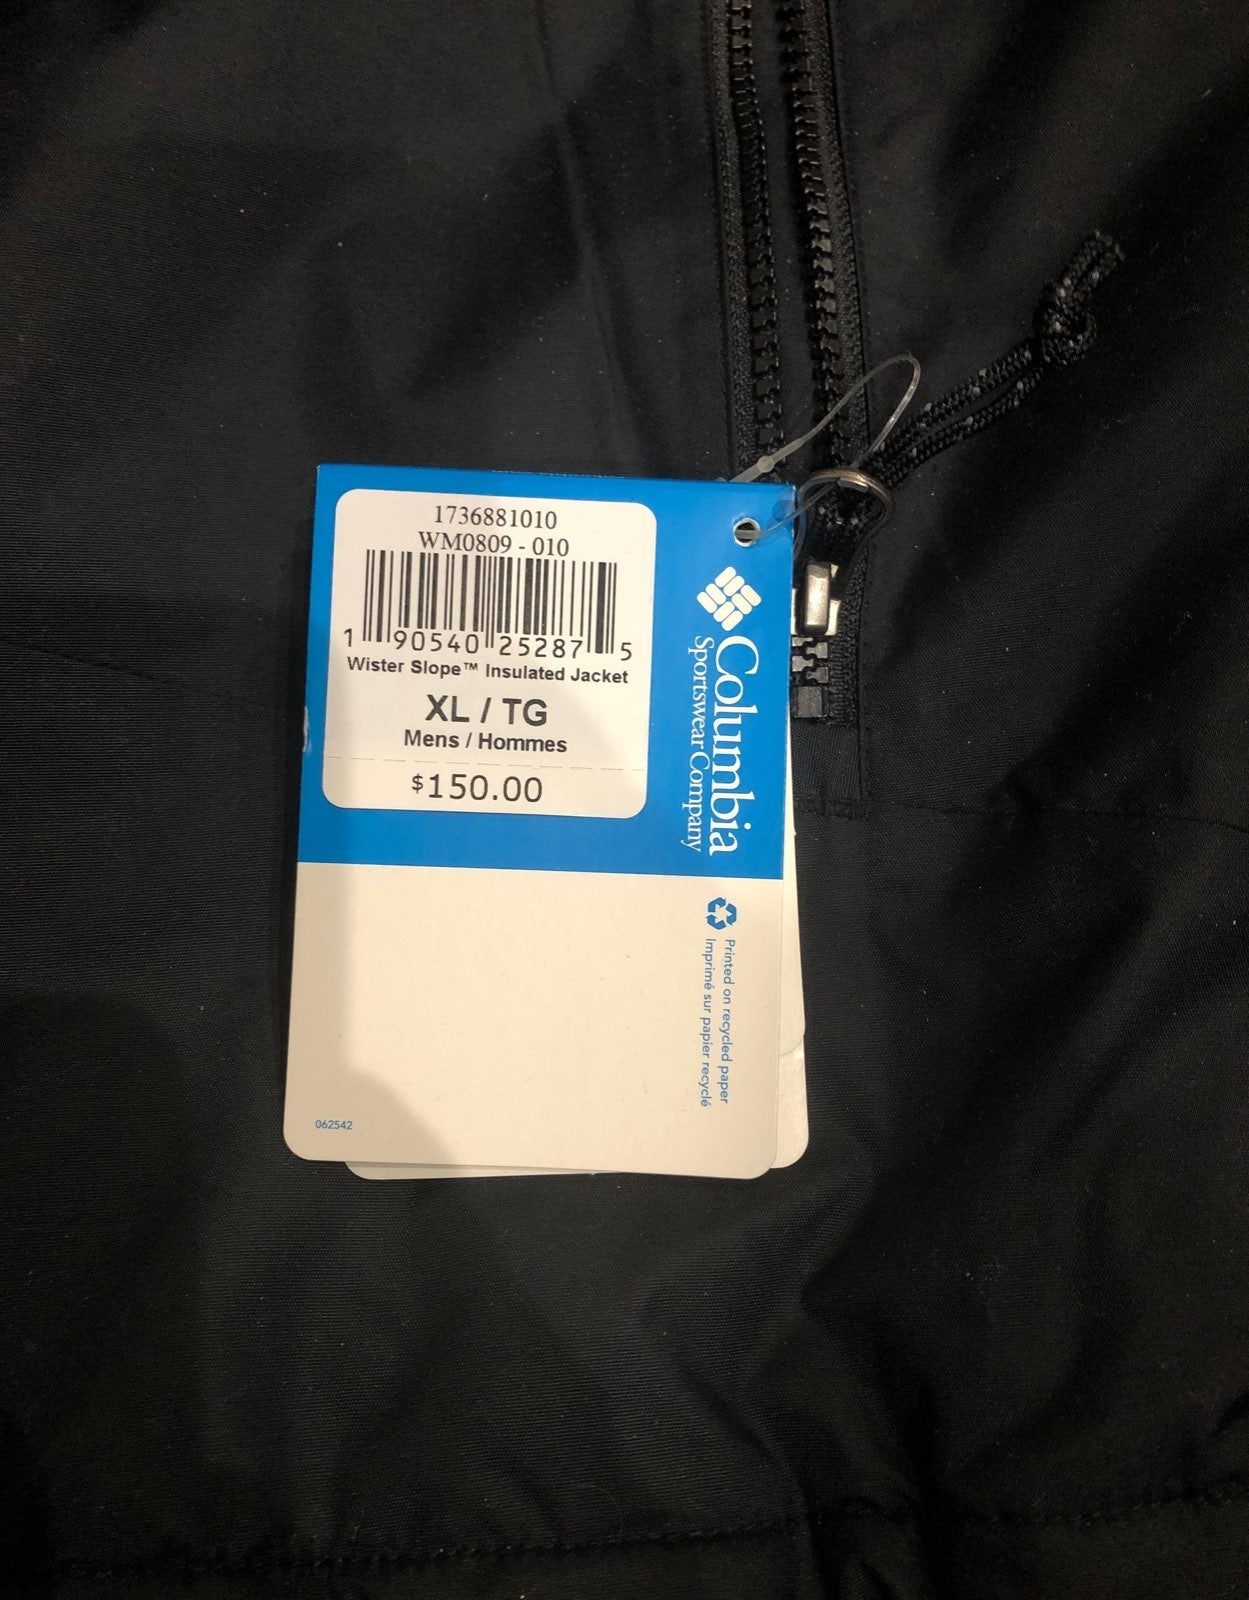 1736881010
WM0809 - 010
1 90540 25287 5
Wister Slope™ Insulated Jacket
XL / TG
Mens / Hommes
$150.00
Columbia
Sportswear Company
Printed on recycled paper
Imprimé sur papier recyclé
062542